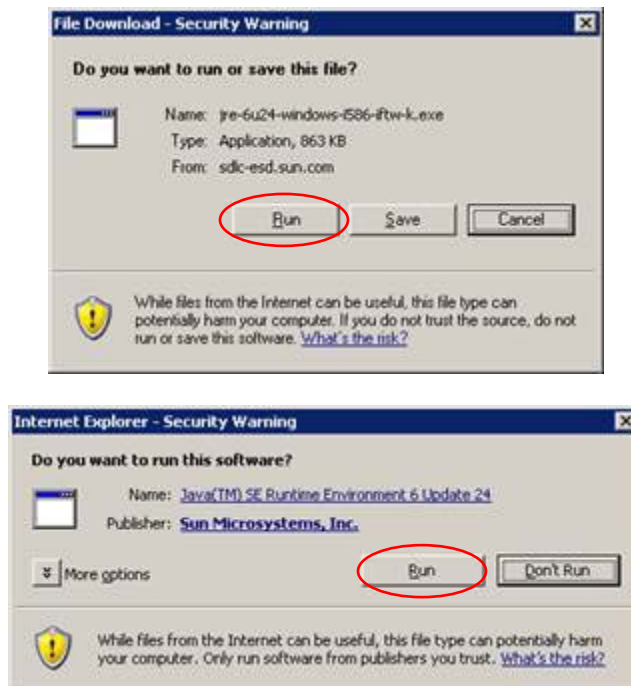 File Download - Security Warning
Do you want to run or save this file?
Name: jre-6u24-windows-i586-iftw-k.exe
Type: Application, 863 KB
From: sdlc-esd.sun.com
Run Save Cancel
While files from the Internet can be useful, this file type can
potentially harm your computer. If you do not trust the source, do not
run or save this software. What's the risk?
Internet Explorer - Security Warning
Do you want to run this software?
Name: Java(TM) SE Runtime Environment 6 Update 24
Publisher: Sun Microsystems, Inc.
More options Run Don't Run
While files from the Internet can be useful, this file type can potentially harm
your computer. Only run software from publishers you trust. What's the risk?